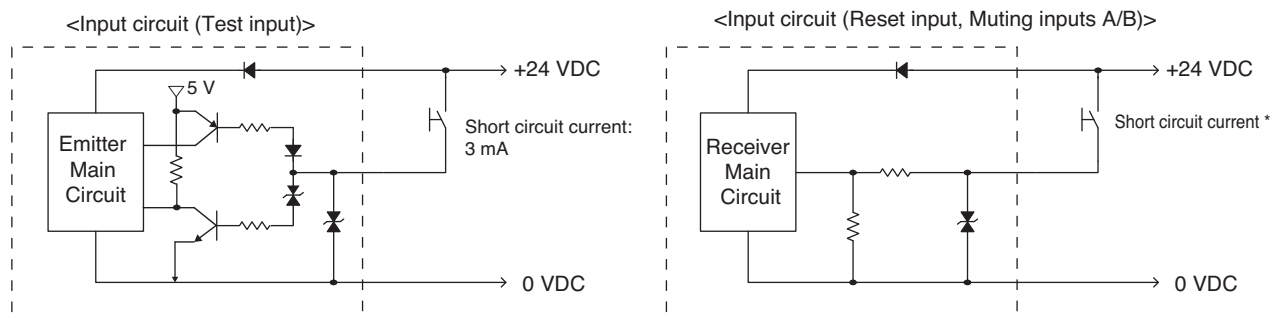 <Input circuit (Test input)>
+24 VDC
5 V
Emitter
Main
Circuit
Short circuit current:
3 mA
0 VDC
<Input circuit (Reset input, Muting inputs A/B)>
+24 VDC
Short circuit current *
Receiver
Main
Circuit
0 VDC